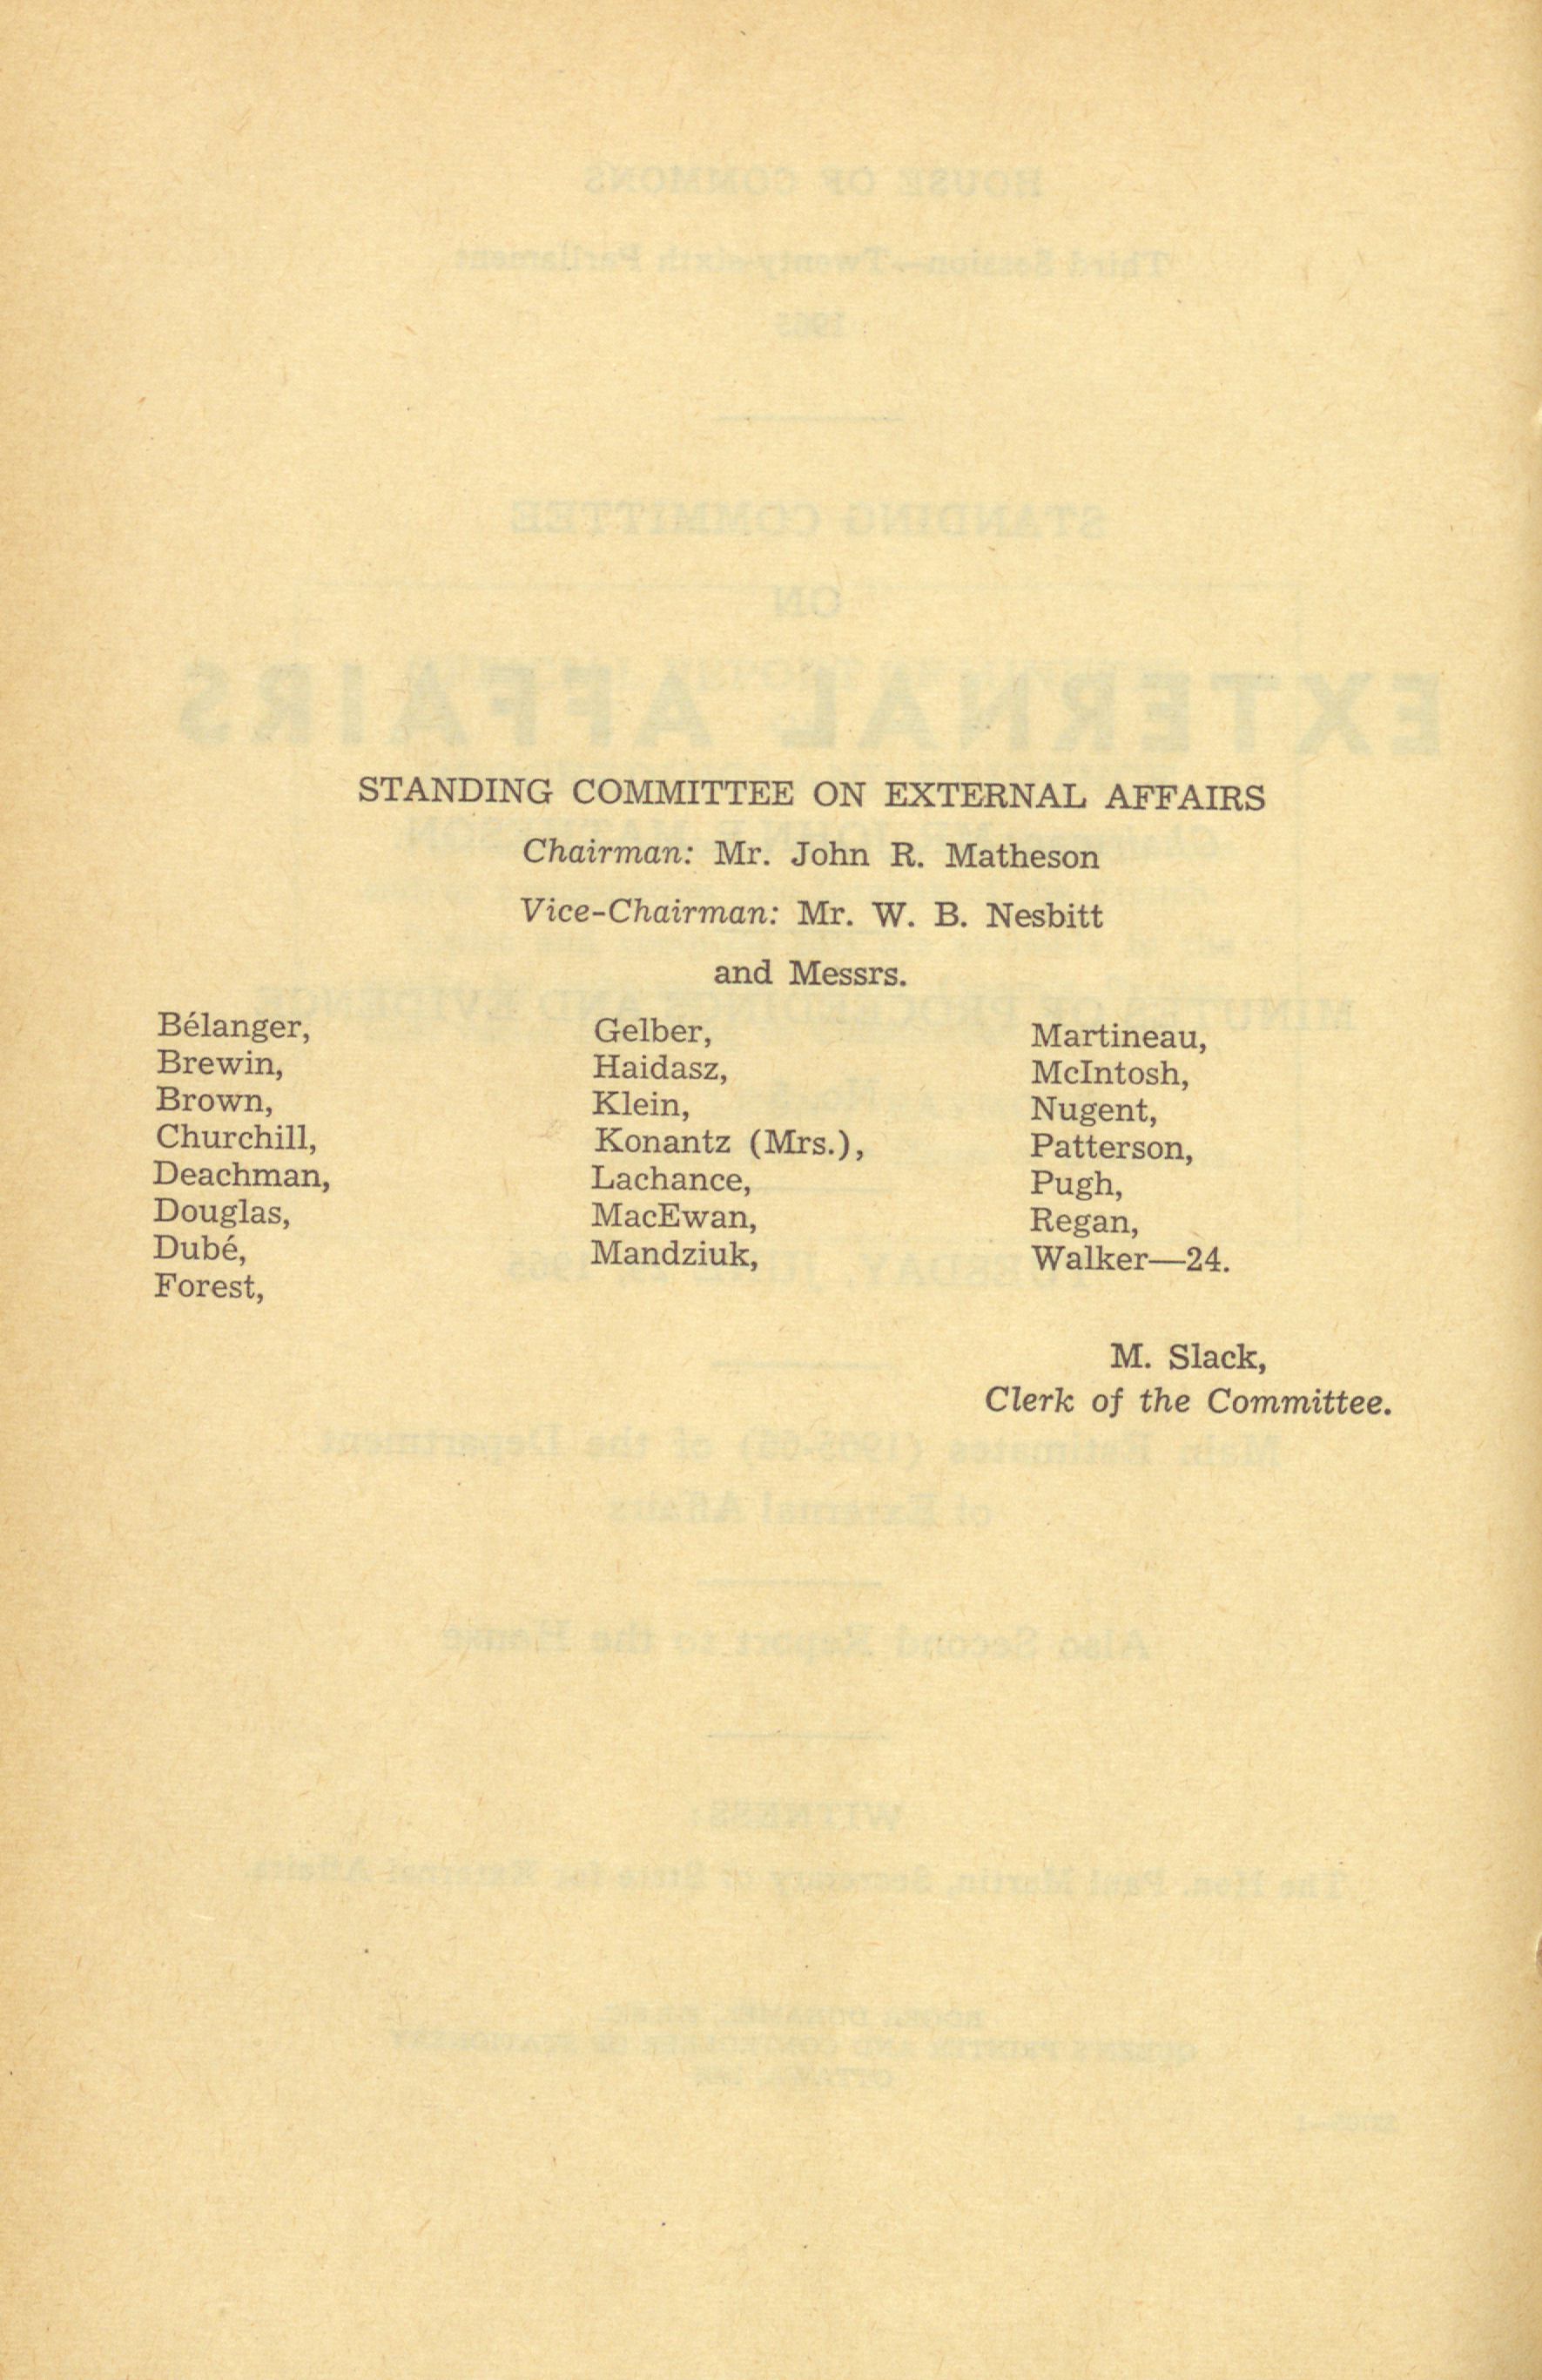 STANDING COMMITTEE ON EXTERNAL AFFAIRS
Chairman: Mr. John R. Matheson
Vice-Chairman: Mr. W. B. Nesbitt
and Messrs.
Bélanger,
Brewin,
Brown,
Churchill,
Deachman,
Douglas,
Dubé,
Forest,
Gelber,
Haidasz,
Klein,
Konantz (Mrs.),
Lachance,
MacEwan,
Mandziuk,
Martineau,
McIntosh,
Nugent,
Patterson,
Pugh,
Regan,
Walker—24.
M. Slack,
Clerk of the Committee.